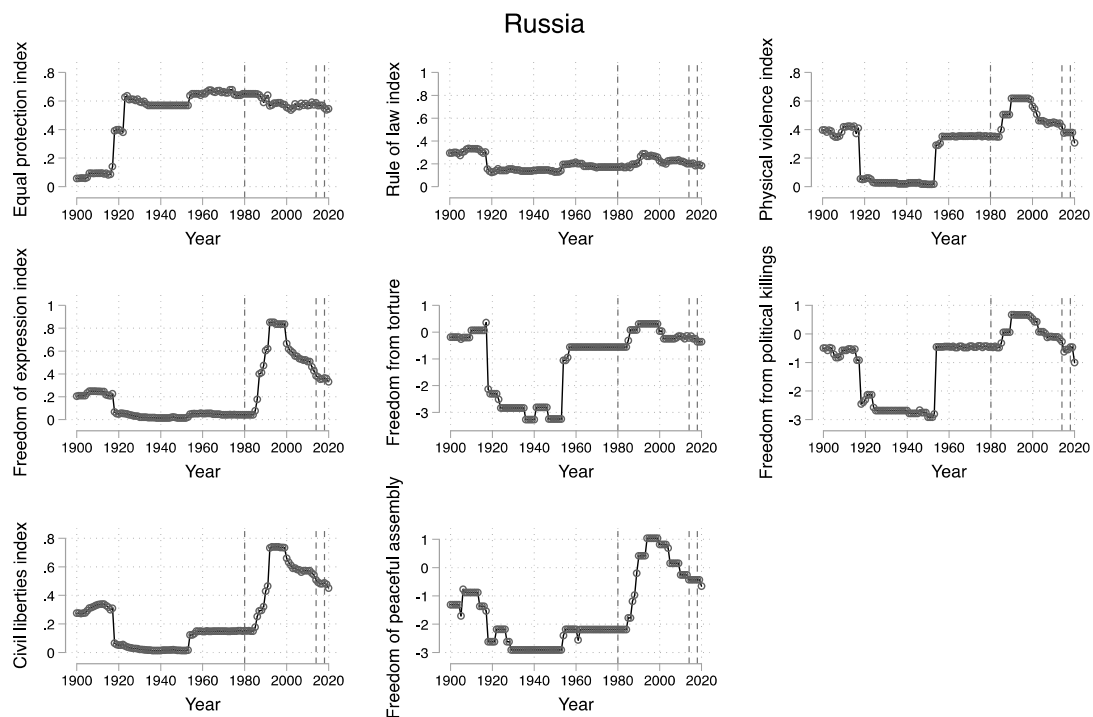 Russia
Equal protection index
.8
.6
.4
.2
0
1900 1920 1940 1960 1980 2000 2020
Year
Rule of law index
1
.8
.6
.4
.2
0
1900 1920 1940 1960 1980 2000 2020
Year
Physical violence index
.8
.6
.4
.2
0
1900 1920 1940 1960 1980 2000 2020
Year
Freedom of expression index
1
.8
.6
.4
.2
0
1900 1920 1940 1960 1980 2000 2020
Year
Freedom from torture
1
0
-1
-2
-3
1900 1920 1940 1960 1980 2000 2020
Year
Freedom from political killings
1
0
-1
-2
-3
1900 1920 1940 1960 1980 2000 2020
Year
Civil liberties index
.8
.6
.4
.2
0
1900 1920 1940 1960 1980 2000 2020
Year
Freedom of peaceful assembly
1
0
-1
-2
-3
1900 1920 1940 1960 1980 2000 2020
Year